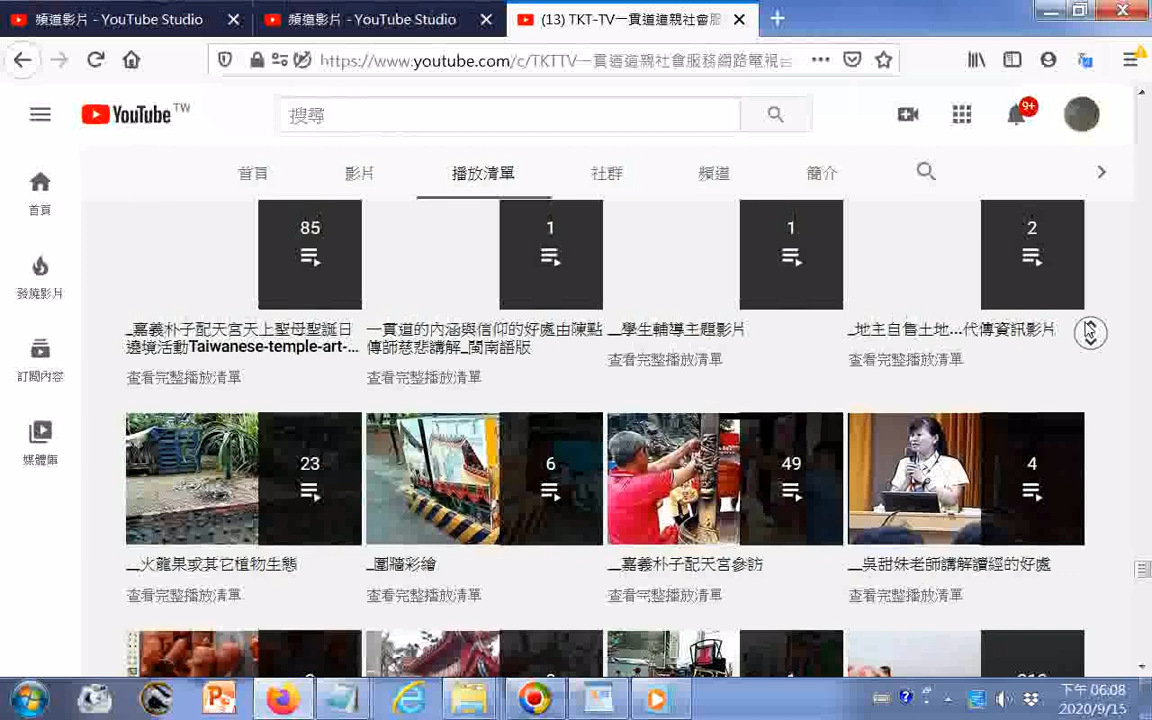 頻道影片 - YouTube Studio
頻道影片 - YouTube Studio
(13) TKT-TV一貫道道親社會服
https://www.youtube.com/c/TKTTV一貫道道親社會服務網路電視
YouTube TW
搜尋
9+
首頁
影片
播放清單
社群
頻道
簡介
首頁
發燒影片
訂閱內容
媒體庫
85
1
1
2
_嘉義朴子配天宮天上聖母聖誕日
遶境活動Taiwanese-temple-art-...
查看完整播放清單
一貫道的內涵與信仰的好處由陳點
傳師慈悲講解_閩南語版
查看完整播放清單
__學生輔導主題影片
查看完整播放清單
_地主自售土地...代傳資訊影片
查看完整播放清單
23
6
49
4
__火龍果或其它植物生態
查看完整播放清單
_圍牆彩繪
查看完整播放清單
__嘉義朴子配天宮參訪
查看完整播放清單
__吳甜妹老師講解讀經的好處
查看完整播放清單
下午 06:08
2020/9/15